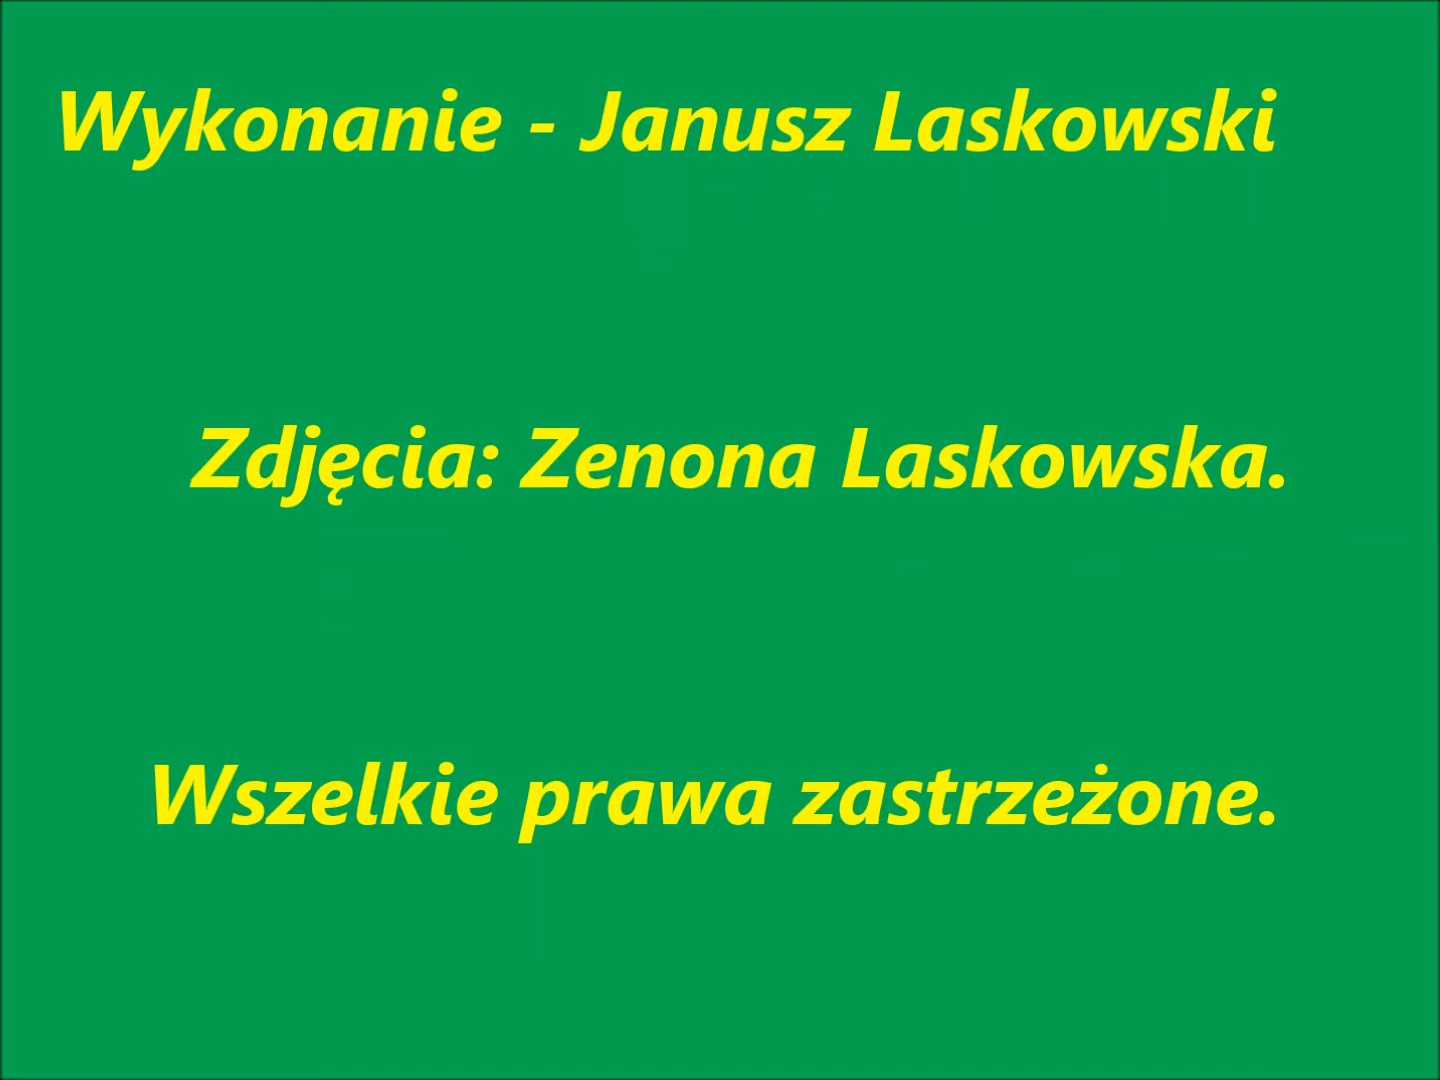 Wykonanie - Janusz Laskowski
Zdjęcia: Zenona Laskowska.
Wszelkie prawa zastrzeżone.